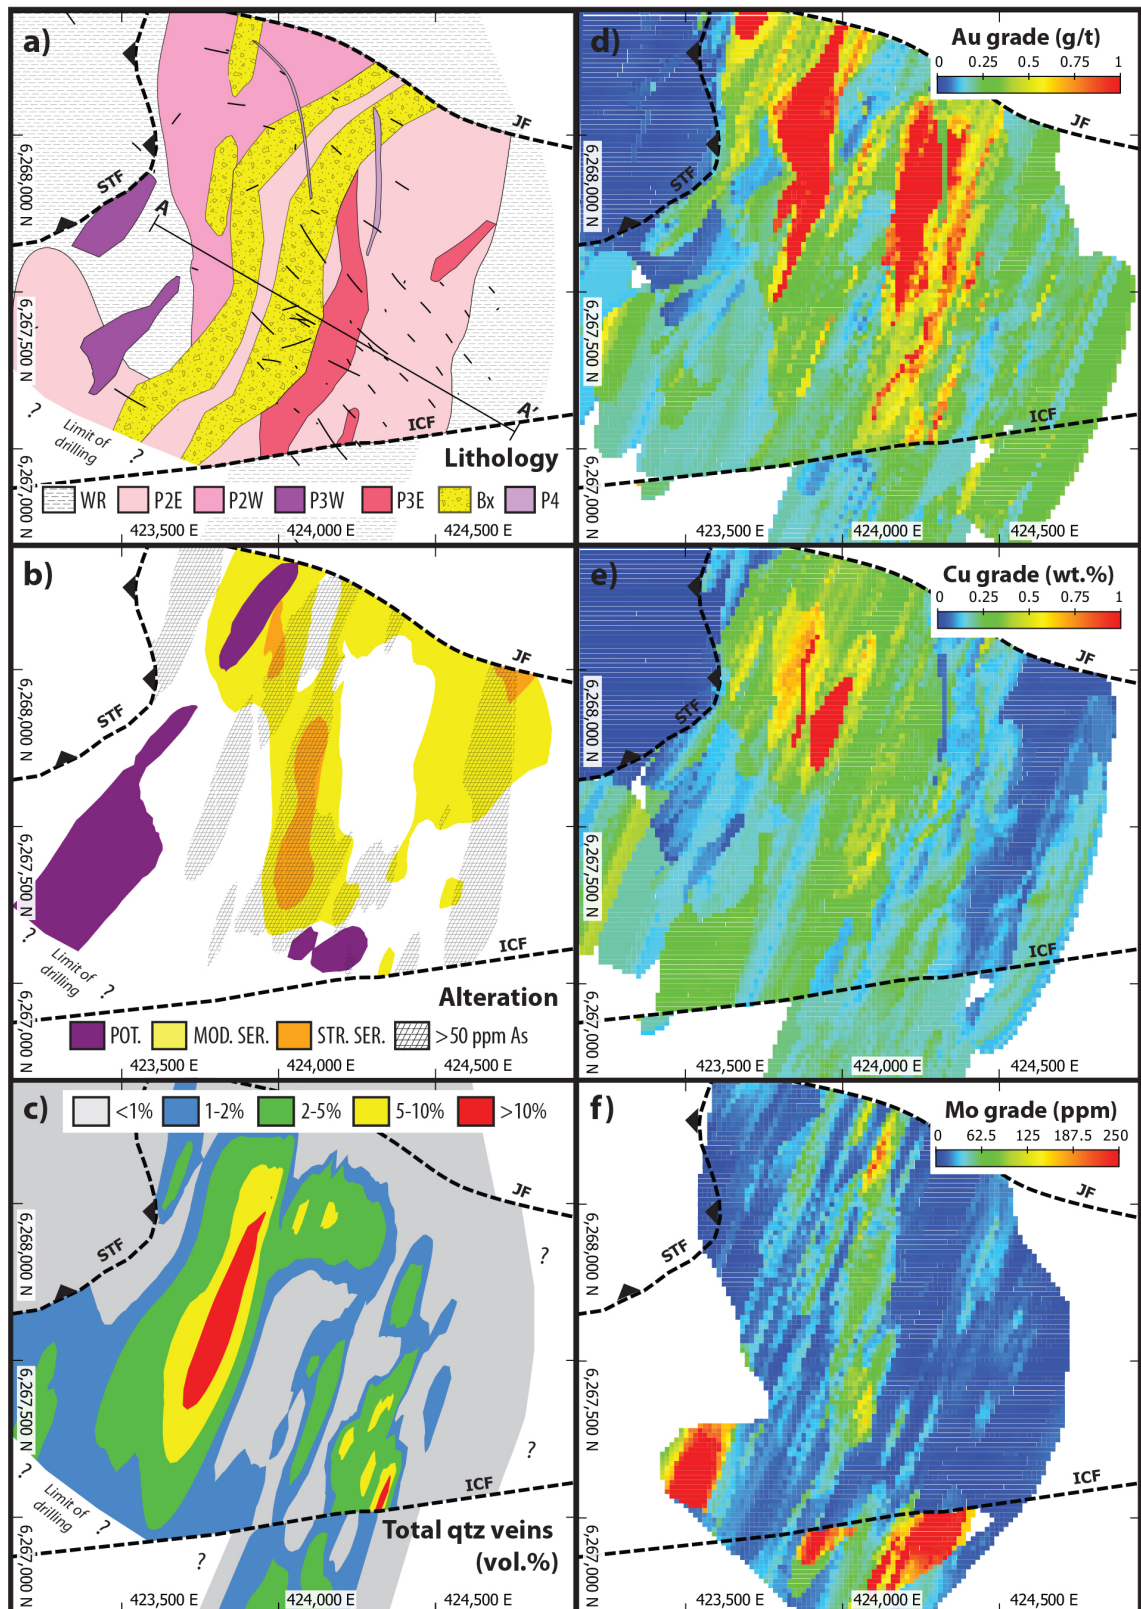 a)
JF
STF
A
A'
ICF
6,268,000 N
6,267,500 N
6,267,000 N
?
Limit of
drilling
?
Lithology
WR
P2E
P2W
P3W
P3E
Bx
P4
423,500 E
424,000 E
424,500 E
d)
Au grade (g/t)
0
0.25
0.5
0.75
1
JF
STF
ICF
6,268,000 N
6,267,500 N
6,267,000 N
423,500 E
424,000 E
424,500 E
b)
JF
STF
ICF
6,268,000 N
6,267,500 N
6,267,000 N
?
Limit of
drilling
?
Alteration
POT.
MOD. SER.
STR. SER.
>50 ppm As
423,500 E
424,000 E
424,500 E
e)
Cu grade (wt.%)
0
0.25
0.5
0.75
1
JF
STF
ICF
6,268,000 N
6,267,500 N
6,267,000 N
423,500 E
424,000 E
424,500 E
c)
<1%
1-2%
2-5%
5-10%
>10%
JF
STF
?
?
ICF
6,268,000 N
6,267,500 N
6,267,000 N
?
Limit of
drilling
?
?
Total qtz veins
(vol.%)
423,500 E
424,000 E
424,500 E
f)
Mo grade (ppm)
0
62.5
125
187.5
250
JF
STF
ICF
6,268,000 N
6,267,500 N
6,267,000 N
423,500 E
424,000 E
424,500 E